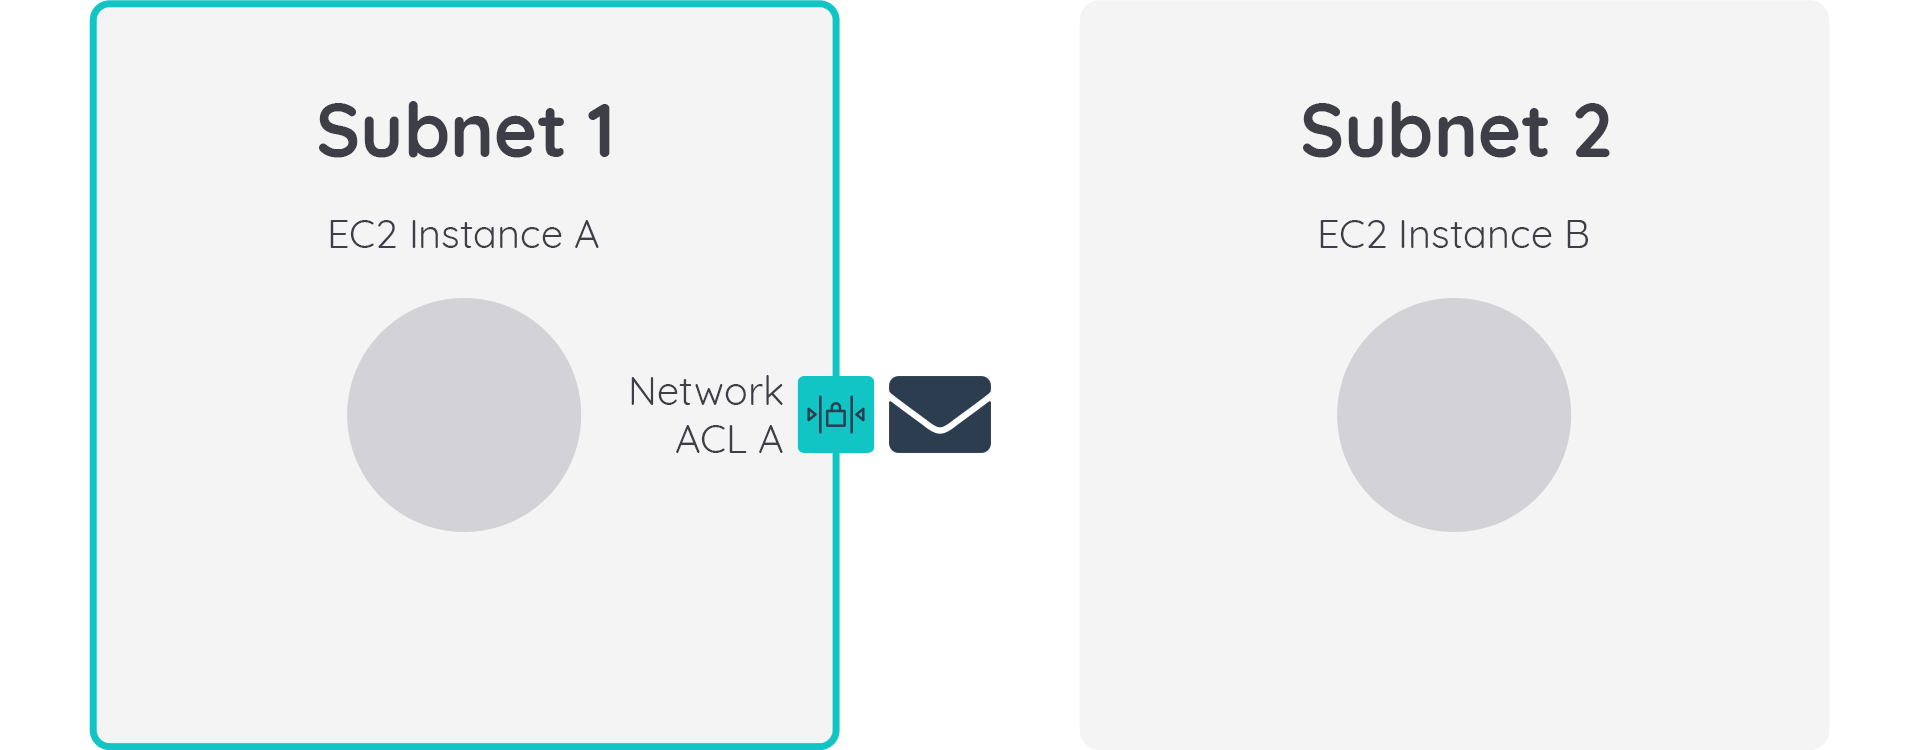 Subnet 1
EC2 Instance A
Network
ACL A
Subnet 2
EC2 Instance B